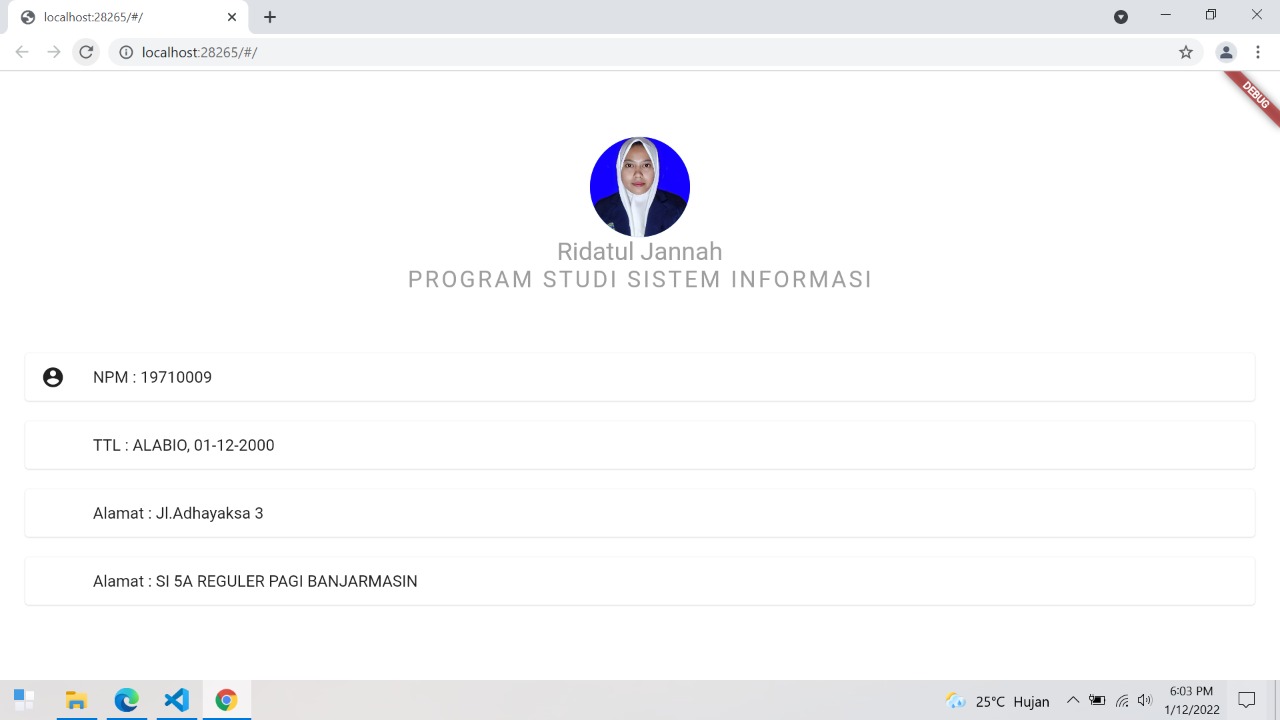 localhost:28265/#/
localhost:28265/#/
DEBUG
Ridatul Jannah
PROGRAM STUDI SISTEM INFORMASI
NPM : 19710009
TTL : ALABIO, 01-12-2000
Alamat : Jl.Adhayaksa 3
Alamat : SI 5A REGULER PAGI BANJARMASIN
25°C Hujan
6:03 PM
1/12/2022